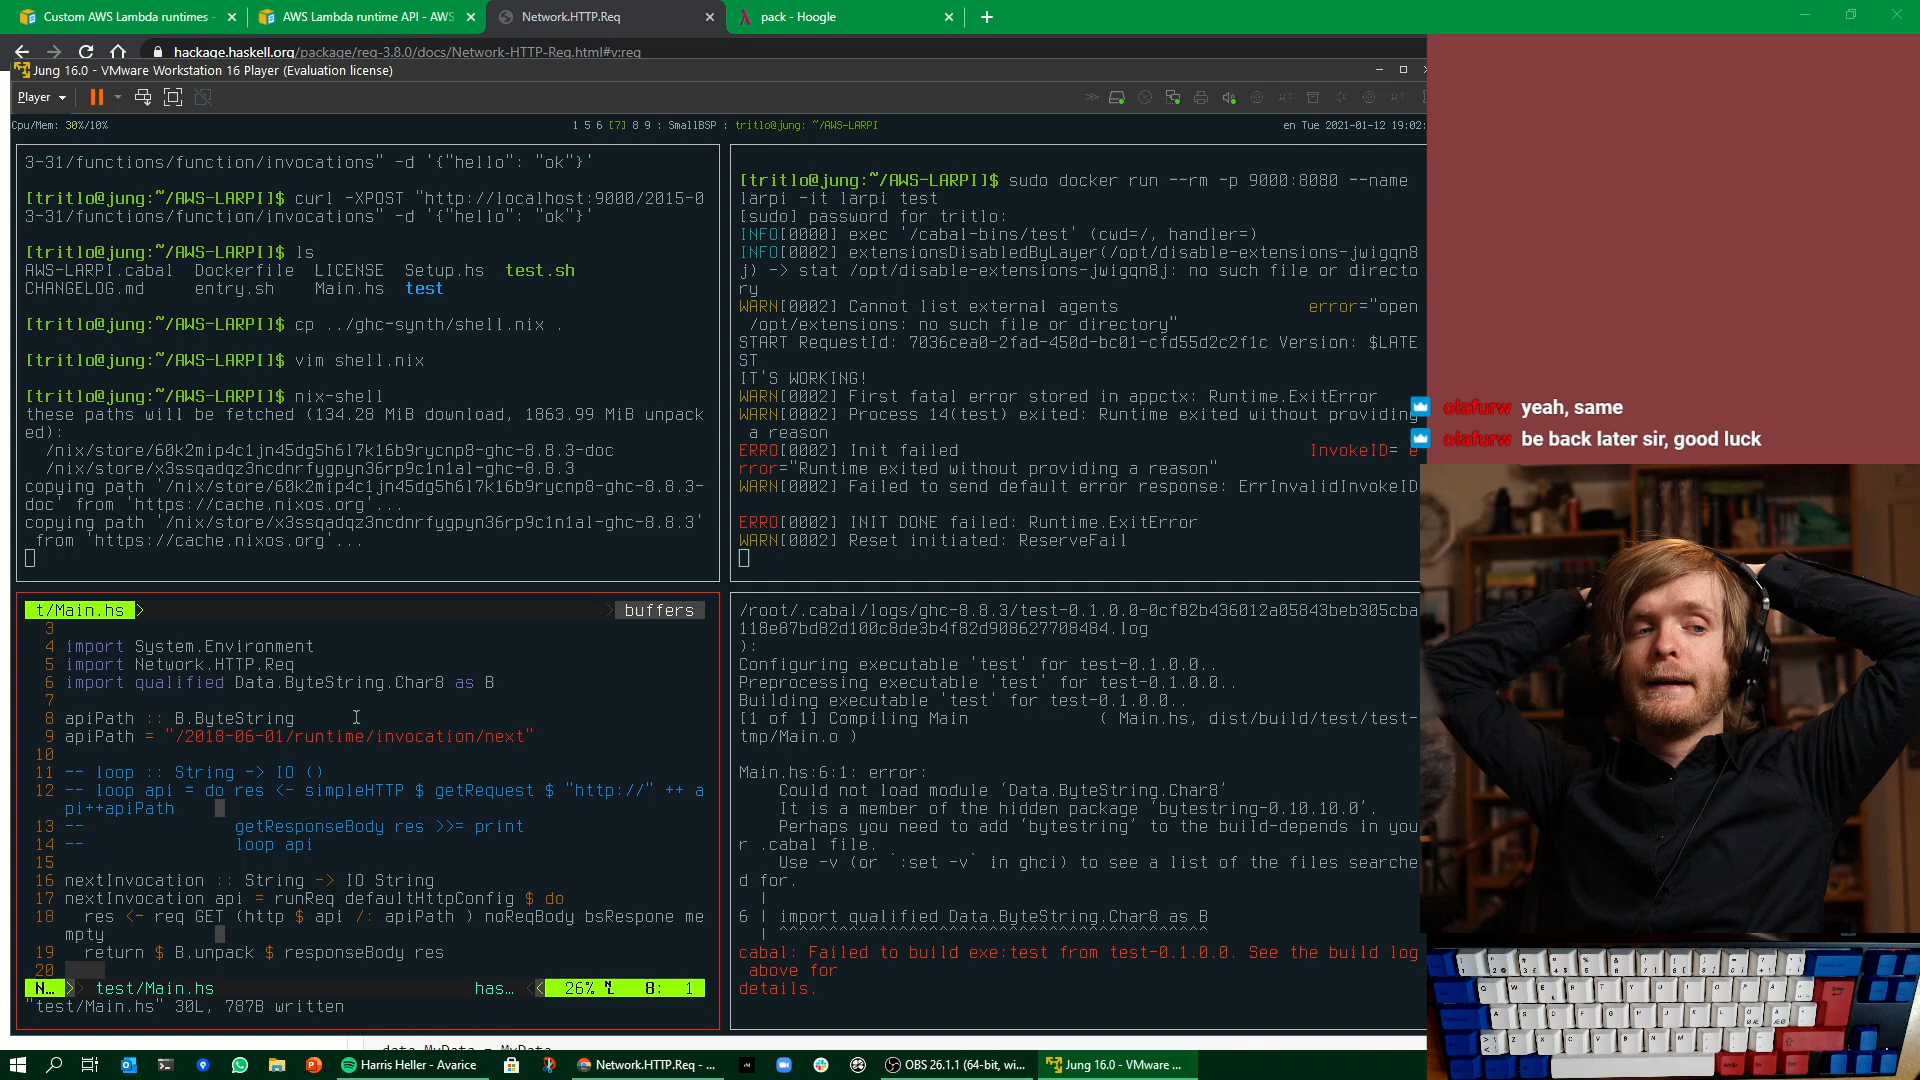 Custom AWS Lambda runtimes -
AWS Lambda runtime API - AWS
Network.HTTP.Req
pack - Hoogle
hackage.haskell.org/package/req-3.8.0/docs/Network-HTTP-Req.html#v:req
Jung 16.0 - VMware Workstation 16 Player (Evaluation license)
Player
Cpu/Mem: 30%/10%
1 5 6 [7] 8 9 : SmallBSP : tritlo@jung: ~/AWS-LARPI
en Tue 2021-01-12 19:02:
3-31/functions/function/invocations" -d '{"hello": "ok"}'
[tritlo@jung:~/AWS-LARPI]$ curl -XPOST "http://localhost:9000/2015-0
3-31/functions/function/invocations" -d '{"hello": "ok"}'
[tritlo@jung:~/AWS-LARPI]$ ls
AWS-LARPI.cabal Dockerfile LICENSE Setup.hs test.sh
CHANGELOG.md entry.sh Main.hs test
[tritlo@jung:~/AWS-LARPI]$ cp ../ghc-synth/shell.nix .
[tritlo@jung:~/AWS-LARPI]$ vim shell.nix
[tritlo@jung:~/AWS-LARPI]$ nix-shell
these paths will be fetched (134.28 MiB download, 1863.99 MiB unpack
ed):
/nix/store/60k2mip4c1jn45dg5h6l7k16b9rycnp8-ghc-8.8.3-doc
/nix/store/x3ssqadqz3ncdnrfygpyn36rp9c1n1al-ghc-8.8.3
copying path '/nix/store/60k2mip4c1jn45dg5h6l7k16b9rycnp8-ghc-8.8.3-
doc' from 'https://cache.nixos.org'...
copying path '/nix/store/x3ssqadqz3ncdnrfygpyn36rp9c1n1al-ghc-8.8.3'
from 'https://cache.nixos.org'...
[tritlo@jung:~/AWS-LARPI]$ sudo docker run --rm -p 9000:8080 --name
larpi -it larpi test
[sudo] password for tritlo:
INFO[0000] exec '/cabal-bins/test' (cwd=/, handler=)
INFO[0002] extensionsDisabledByLayer(/opt/disable-extensions-jwigqn8
j) -> stat /opt/disable-extensions-jwigqn8j: no such file or directo
ry
WARN[0002] Cannot list external agents error="open
/opt/extensions: no such file or directory"
START RequestId: 7036cea0-2fad-450d-bc01-cfd55d2c2f1c Version: $LATE
ST
IT'S WORKING!
WARN[0002] First fatal error stored in appctx: Runtime.ExitError
WARN[0002] Process 14(test) exited: Runtime exited without providing
a reason
ERRO[0002] Init failed InvokeID= e
rror="Runtime exited without providing a reason"
WARN[0002] Failed to send default error response: ErrInvalidInvokeID
ERRO[0002] INIT DONE failed: Runtime.ExitError
WARN[0002] Reset initiated: ReserveFail
olafurw yeah, same
olafurw be back later sir, good luck
t/Main.hs
buffers
3
4 import System.Environment
5 import Network.HTTP.Req
6 import qualified Data.ByteString.Char8 as B
7
8 apiPath :: B.ByteString
9 apiPath = "/2018-06-01/runtime/invocation/next"
10
11 -- loop :: String -> IO ()
12 -- loop api = do res <- simpleHTTP $ getRequest $ "http://" ++ a
pi++apiPath
13 -- getResponseBody res >>= print
14 -- loop api
15
16 nextInvocation :: String -> IO String
17 nextInvocation api = runReq defaultHttpConfig $ do
18 res <- req GET (http $ api /: apiPath ) noReqBody bsRespone me
mpty
19 return $ B.unpack $ responseBody res
20
N... test/Main.hs has... 26% 8: 1
"test/Main.hs" 30L, 787B written
/root/.cabal/logs/ghc-8.8.3/test-0.1.0.0-0cf82b436012a05843beb305cba
118e87bd82d100c8de3b4f82d908627708484.log
):
Configuring executable 'test' for test-0.1.0.0..
Preprocessing executable 'test' for test-0.1.0.0..
Building executable 'test' for test-0.1.0.0..
[1 of 1] Compiling Main ( Main.hs, dist/build/test/test-
tmp/Main.o )
Main.hs:6:1: error:
Could not load module ‘Data.ByteString.Char8’
It is a member of the hidden package ‘bytestring-0.10.10.0’.
Perhaps you need to add ‘bytestring’ to the build-depends in you
r .cabal file.
Use -v (or `:set -v` in ghci) to see a list of the files searche
d for.
|
6 | import qualified Data.ByteString.Char8 as B
| ^^^^^^^^^^^^^^^^^^^^^^^^^^^^^^^^^^^^^^^^^^^
cabal: Failed to build exe:test from test-0.1.0.0. See the build log
above for
details.
Harris Heller - Avarice
Network.HTTP.Req - ...
OBS 26.1.1 (64-bit, wi...
Jung 16.0 - VMware ...